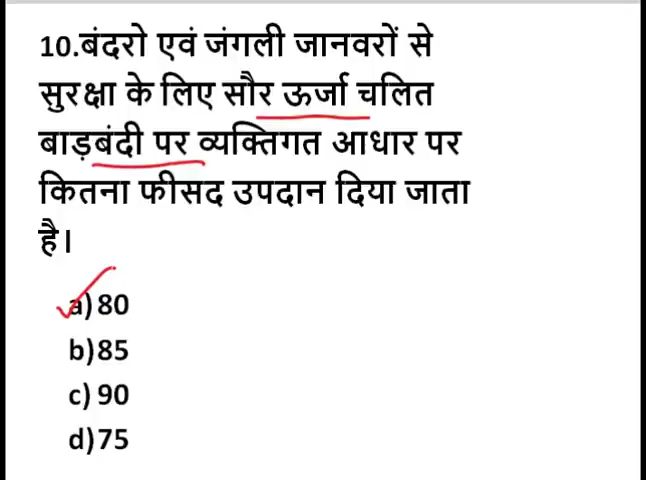 10.बंदरो एवं जंगली जानवरों से
सुरक्षा के लिए सौर ऊर्जा चलित
बाड़बंदी पर व्यक्तिगत आधार पर
कितना फीसद उपदान दिया जाता
है।
a)80
b)85
c) 90
d)75